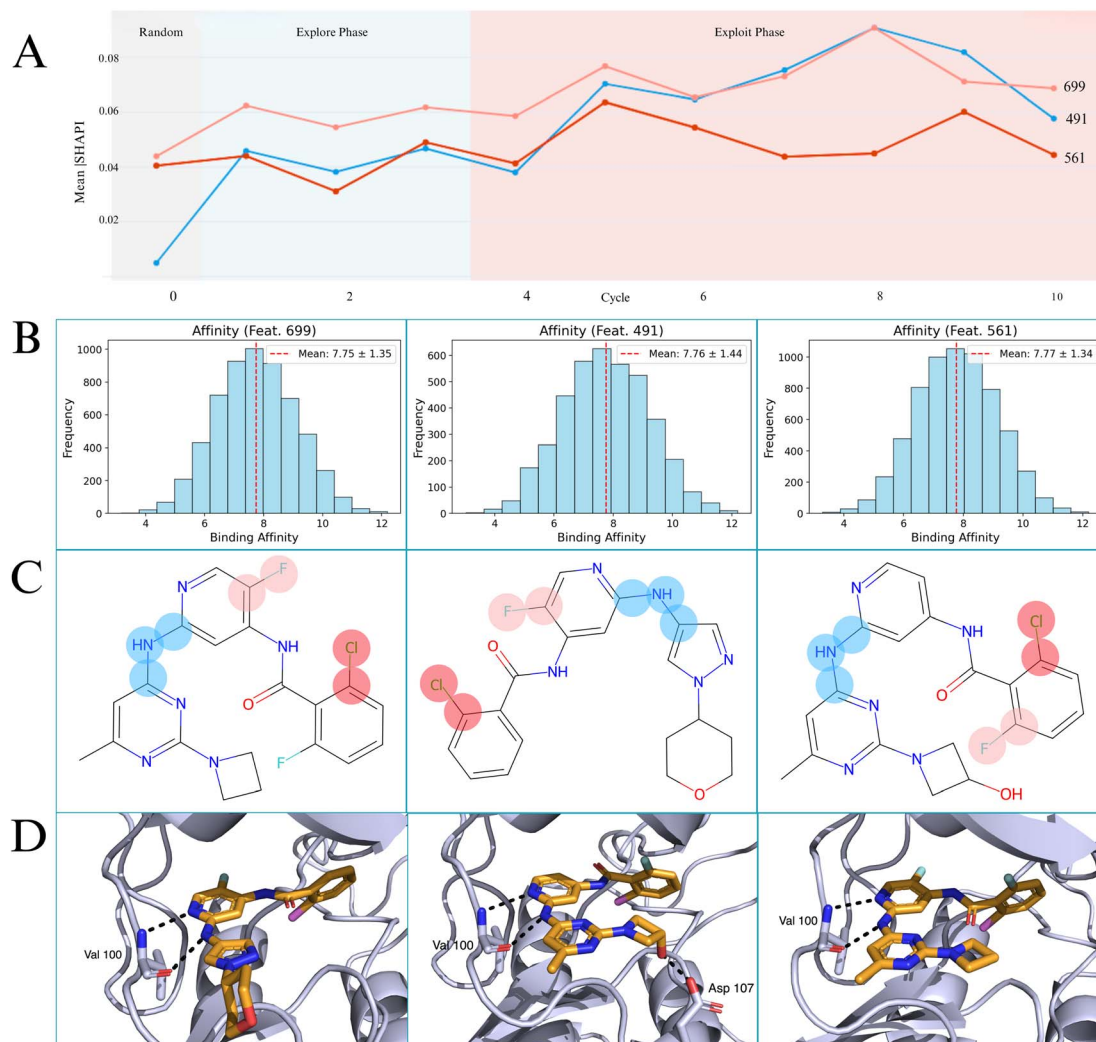 A
Random Explore Phase Exploit Phase
0.08
0.06
0.04
0.02
Mean |SHAPI
699
491
561
0 2 4 Cycle 6 8 10
B
Affinity (Feat. 699)
Mean: 7.75 ± 1.35
1000
800
600
400
200
0
Frequency
4 6 8 10 12
Binding Affinity
Affinity (Feat. 491)
Mean: 7.76 ± 1.44
600
500
400
300
200
100
0
Frequency
4 6 8 10 12
Binding Affinity
Affinity (Feat. 561)
Mean: 7.77 ± 1.34
1000
800
600
400
200
0
Frequency
4 6 8 10 12
Binding Affinity
C
F
N
NH
NH
Cl
O
N
N
N
F
N
NH
F
O
NH
N
Cl
N
O
N
NH
NH
Cl
O
N
N
N
F
OH
D
Val 100
Val 100
Asp 107
Val 100